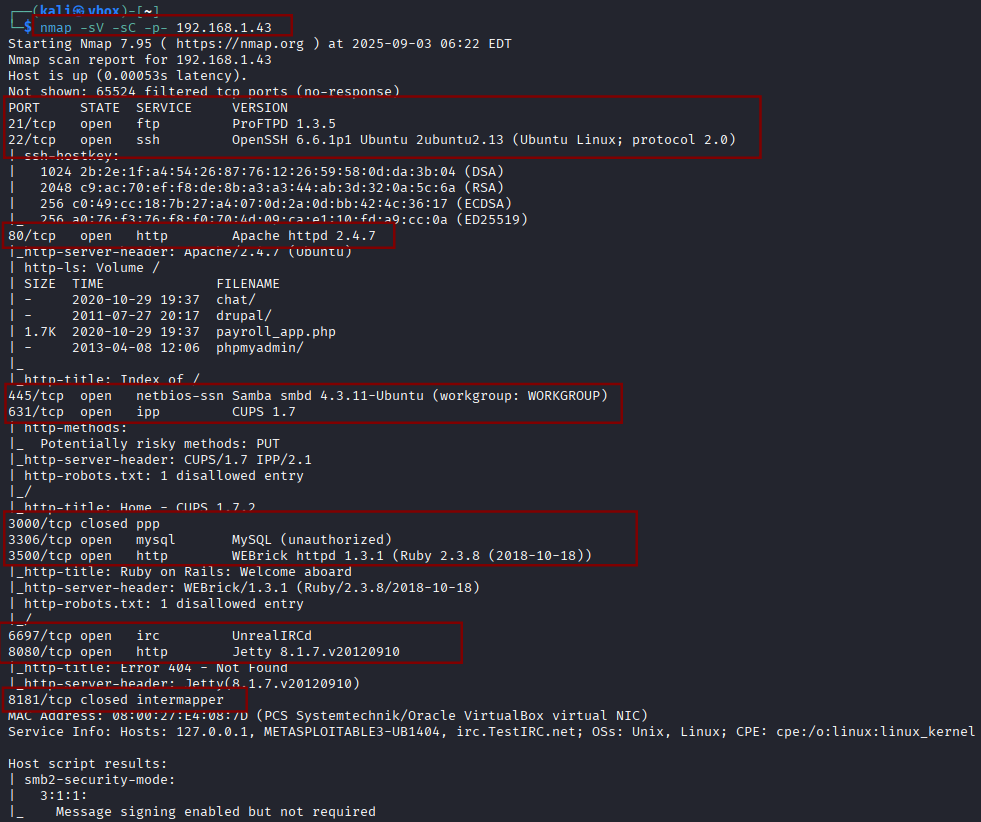 ┌──(kali㉿vbox)-[~]
└─$ nmap -sV -sC -p- 192.168.1.43
Starting Nmap 7.95 ( https://nmap.org ) at 2025-09-03 06:22 EDT
Nmap scan report for 192.168.1.43
Host is up (0.00053s latency).
Not shown: 65524 filtered tcp ports (no-response)
PORT     STATE  SERVICE     VERSION
21/tcp   open   ftp         ProFTPD 1.3.5
22/tcp   open   ssh         OpenSSH 6.6.1p1 Ubuntu 2ubuntu2.13 (Ubuntu Linux; protocol 2.0)
| ssh-hostkey:
|   1024 2b:2e:1f:a4:54:26:87:76:12:26:59:58:0d:da:3b:04 (DSA)
|   2048 c9:ac:70:ef:f8:de:8b:a3:a3:44:ab:3d:32:0a:5c:6a (RSA)
|   256 c0:49:cc:18:7b:27:a4:07:0d:2a:0d:bb:42:4c:36:17 (ECDSA)
|_  256 a0:76:f3:76:f8:f0:70:4d:09:ca:e1:10:fd:a9:cc:0a (ED25519)
80/tcp   open   http        Apache httpd 2.4.7
|_http-server-header: Apache/2.4.7 (Ubuntu)
| http-ls: Volume /
| SIZE  TIME              FILENAME
| -     2020-10-29 19:37  chat/
| -     2011-07-27 20:17  drupal/
| 1.7K  2020-10-29 19:37  payroll_app.php
| -     2013-04-08 12:06  phpmyadmin/
|_
|_http-title: Index of /
445/tcp  open   netbios-ssn Samba smbd 4.3.11-Ubuntu (workgroup: WORKGROUP)
631/tcp  open   ipp         CUPS 1.7
| http-methods:
|_  Potentially risky methods: PUT
|_http-server-header: CUPS/1.7 IPP/2.1
| http-robots.txt: 1 disallowed entry
|_/
|_http-title: Home - CUPS 1.7.2
3000/tcp closed ppp
3306/tcp open   mysql       MySQL (unauthorized)
3500/tcp open   http        WEBrick httpd 1.3.1 (Ruby 2.3.8 (2018-10-18))
|_http-title: Ruby on Rails: Welcome aboard
|_http-server-header: WEBrick/1.3.1 (Ruby/2.3.8/2018-10-18)
| http-robots.txt: 1 disallowed entry
|_/
6697/tcp open   irc         UnrealIRCd
8080/tcp open   http        Jetty 8.1.7.v20120910
|_http-title: Error 404 - Not Found
|_http-server-header: Jetty(8.1.7.v20120910)
8181/tcp closed intermapper
MAC Address: 08:00:27:E4:08:7D (PCS Systemtechnik/Oracle VirtualBox virtual NIC)
Service Info: Hosts: 127.0.0.1, METASPLOITABLE3-UB1404, irc.TestIRC.net; OSs: Unix, Linux; CPE: cpe:/o:linux:linux_kernel
Host script results:
| smb2-security-mode:
|   3:1:1:
|_    Message signing enabled but not required